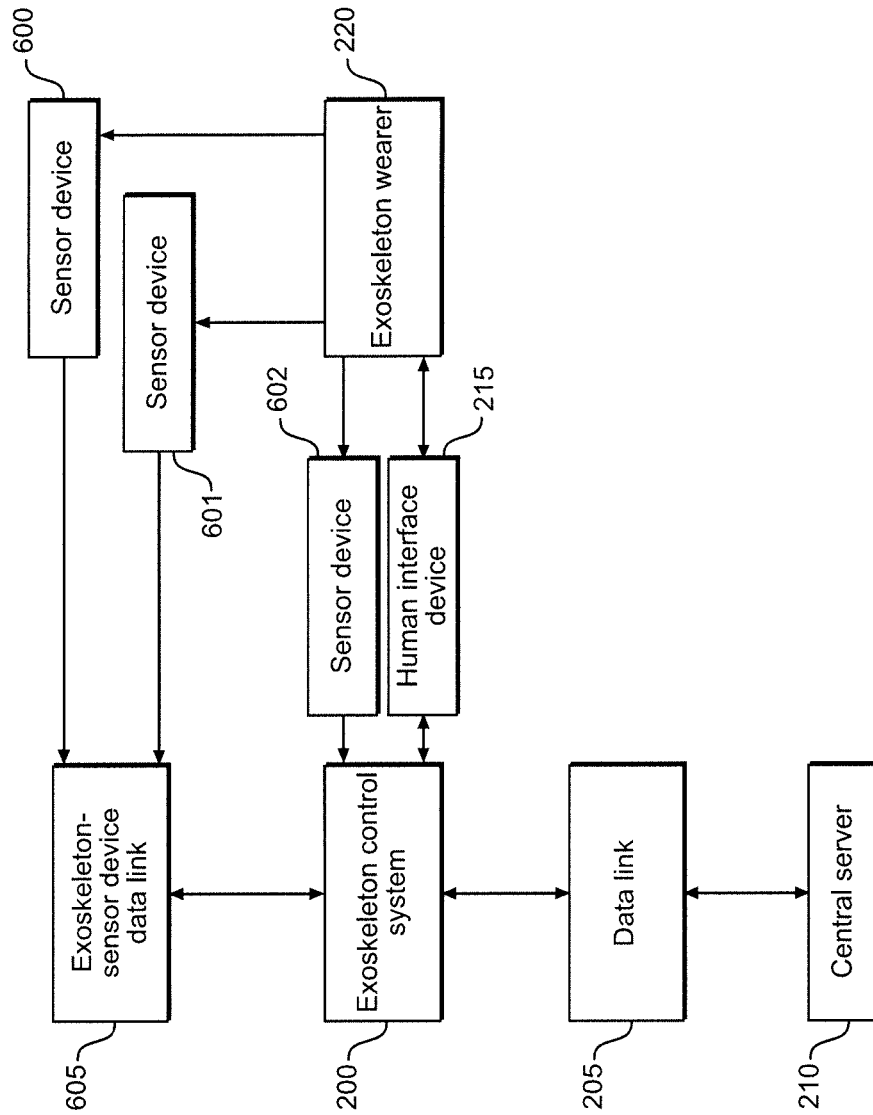 600
Sensor device
Sensor device
601
220
Exoskeleton wearer
602
Sensor device
215
Human interface
device
Exoskeleton-
sensor device
data link
605
Exoskeleton control
system
200
Data link
205
Central server
210